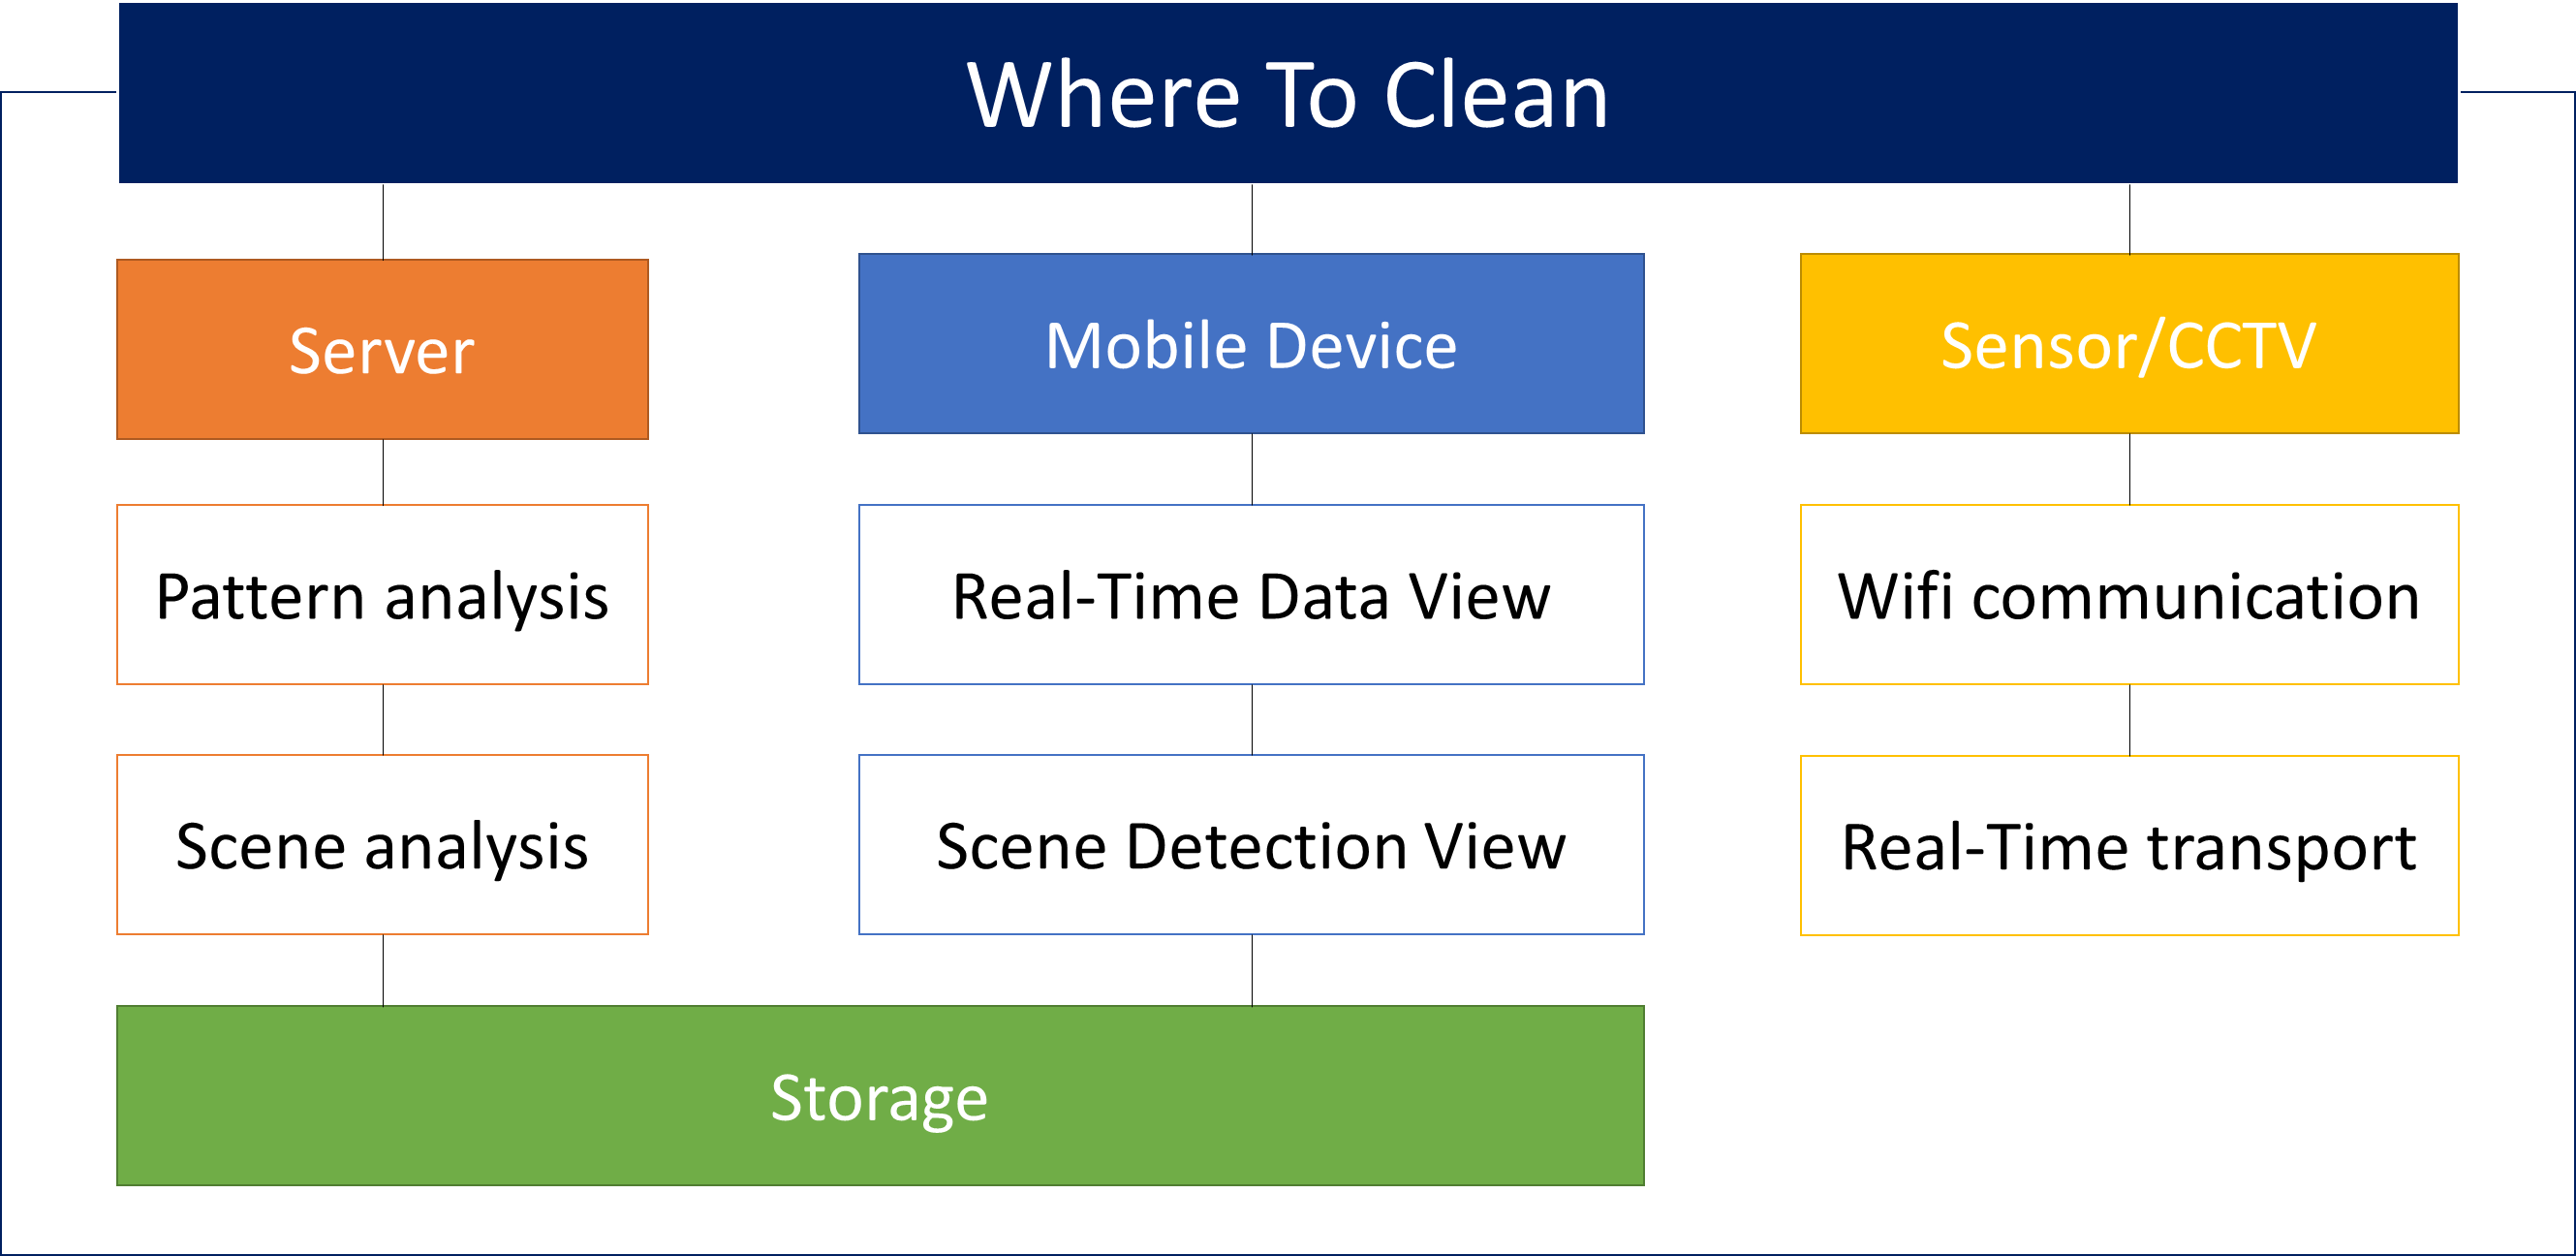 Where To Clean
Server
Mobile Device
Sensor/CCTV
Pattern analysis
Real-Time Data View
Wifi communication
Scene analysis
Scene Detection View
Real-Time transport
Storage